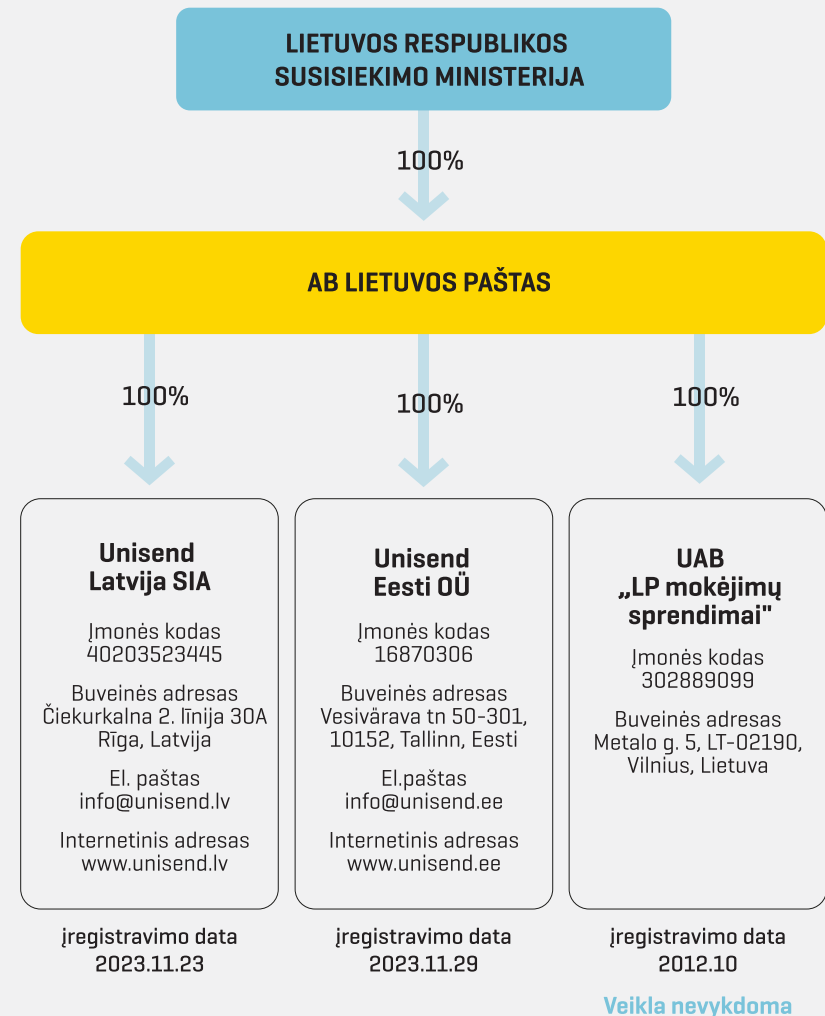 LIETUVOS RESPUBLIKOS
SUSISIEKIMO MINISTERIJA
100%
AB LIETUVOS PAŠTAS
100%
100%
100%
Unisend
Latvija SIA
Įmonės kodas
40203523445
Buveinės adresas
Čiekurkalna 2. līnija 30A
Rīga, Latvija
El. paštas
info@unisend.lv
Internetinis adresas
www.unisend.lv
įregistravimo data
2023.11.23
Unisend
Eesti OÜ
Įmonės kodas
16870306
Buveinės adresas
Vesivärava tn 50-301,
10152, Tallinn, Eesti
El.paštas
info@unisend.ee
Internetinis adresas
www.unisend.ee
įregistravimo data
2023.11.29
UAB
„LP mokėjimų
sprendimai"
Įmonės kodas
302889099
Buveinės adresas
Metalo g. 5, LT-02190,
Vilnius, Lietuva
įregistravimo data
2012.10
Veikla nevykdoma